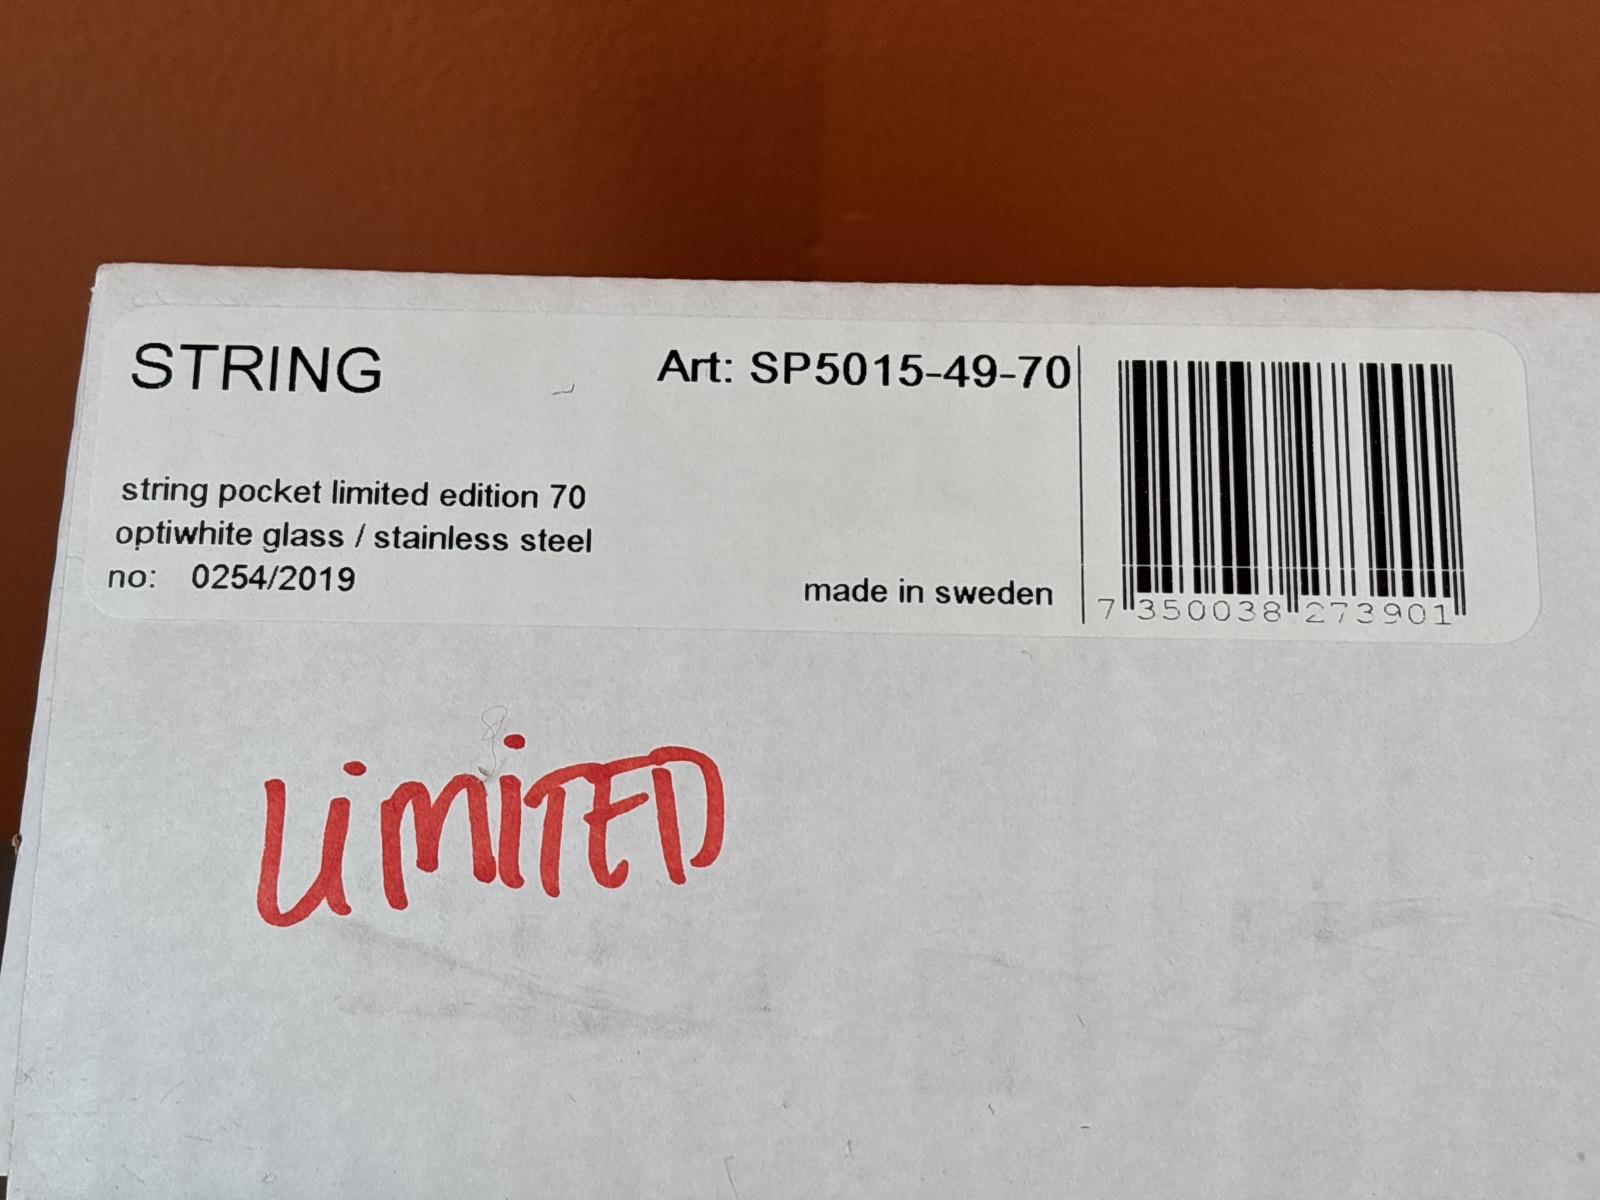 STRING
Art: SP5015-49-70
string pocket limited edition 70
optiwhite glass / stainless steel
no: 0254/2019
made in sweden
7 350038 273901
LiMiTED